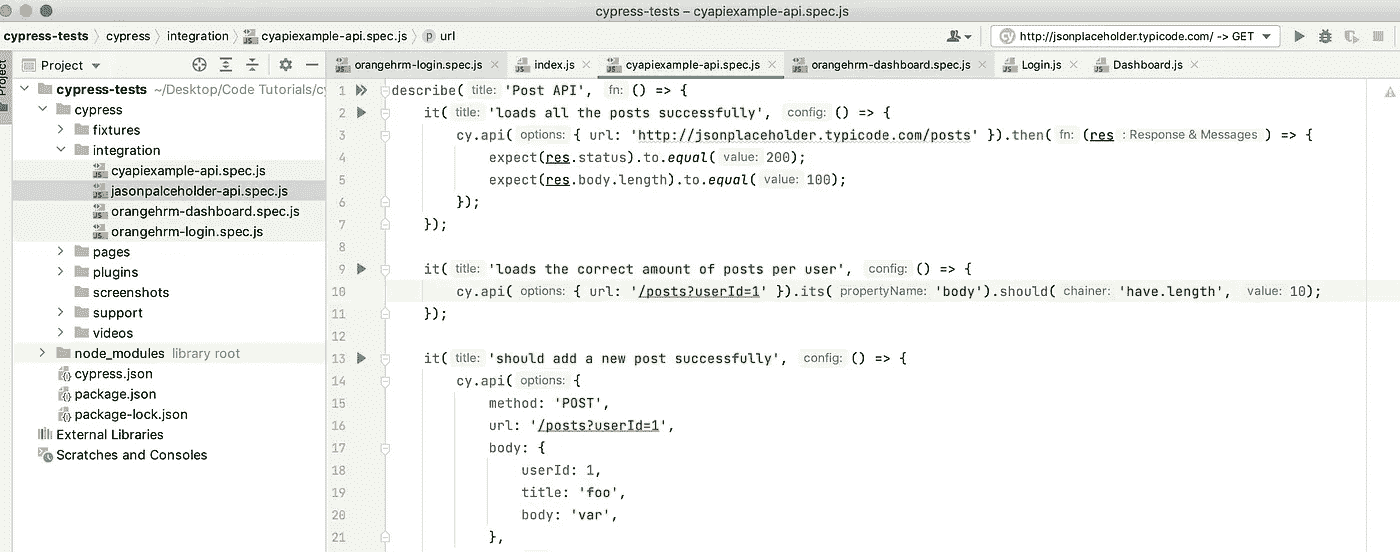 cypress-tests – cyapiexample-api.spec.js
cypress-tests cypress integration cyapiexample-api.spec.js p url http://jsonplaceholder.typicode.com/ -> GET
Project
Project
orangehrm-login.spec.js index.js cyapiexample-api.spec.js orangehrm-dashboard.spec.js Login.js Dashboard.js
cypress-tests ~/Desktop/Code Tutorials/cy
cypress
fixtures
integration
cyapiexample-api.spec.js
jasonpalceholder-api.spec.js
orangehrm-dashboard.spec.js
orangehrm-login.spec.js
pages
plugins
screenshots
support
videos
node_modules library root
cypress.json
package.json
package-lock.json
External Libraries
Scratches and Consoles
1 describe( title: 'Post API', fn: () => {
2 it( title: 'loads all the posts successfully', config: () => {
3 cy.api( options: { url: 'http://jsonplaceholder.typicode.com/posts' }).then( fn: (res : Response & Messages ) => {
4 expect(res.status).to.equal( value: 200);
5 expect(res.body.length).to.equal( value: 100);
6 });
7 });
8
9 it( title: 'loads the correct amount of posts per user', config: () => {
10 cy.api( options: { url: '/posts?userId=1' }).its( propertyName: 'body').should( chainer: 'have.length', value: 10);
11 });
12
13 it( title: 'should add a new post successfully', config: () => {
14 cy.api( options: {
15 method: 'POST',
16 url: '/posts?userId=1',
17 body: {
18 userId: 1,
19 title: 'foo',
20 body: 'var',
21 },